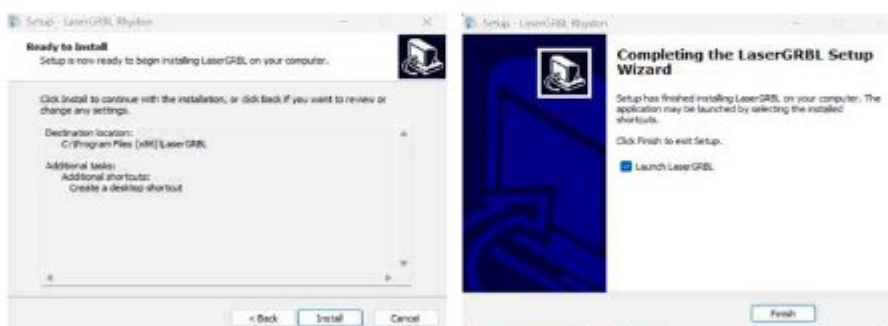 Setup - LaserGRBL Rhydon
Ready to Install
Setup is now ready to begin installing LaserGRBL on your computer.
Click Install to continue with the installation, or click Back if you want to review or
change any settings.
Destination location:
C:\Program Files (x86)\LaserGRBL
Additional tasks:
Additional shortcuts:
Create a desktop shortcut
< Back
Install
Cancel
Setup - LaserGRBL Rhydon
Completing the LaserGRBL Setup
Wizard
Setup has finished installing LaserGRBL on your computer. The
application may be launched by selecting the installed
shortcuts.
Click Finish to exit Setup.
Launch LaserGRBL
Finish